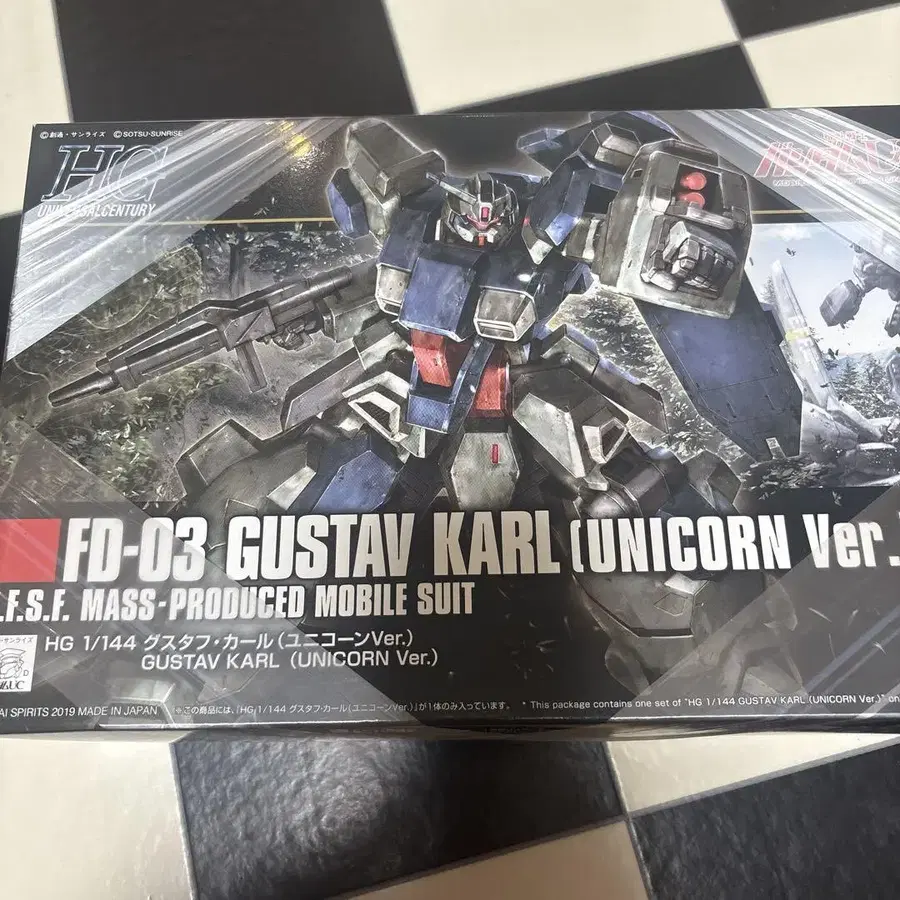 ©創通・サンライズ ©SOTSU・SUNRISE
HG
UNIVERSAL CENTURY
FD-03 GUSTAV KARL (UNICORN Ver.
.F.S.F. MASS-PRODUCED MOBILE SUIT
HG 1/144 グスタフ・カール(ユニコーンVer.)
GUSTAV KARL (UNICORN Ver.)
AI SPIRITS 2019 MADE IN JAPAN
※この商品には、「HG 1/144 グスタフ・カール(ユニコーンVer.)」が1体のみ入っています。
* This package contains one set of "HG 1/144 GUSTAV KARL (UNICORN Ver.)" on